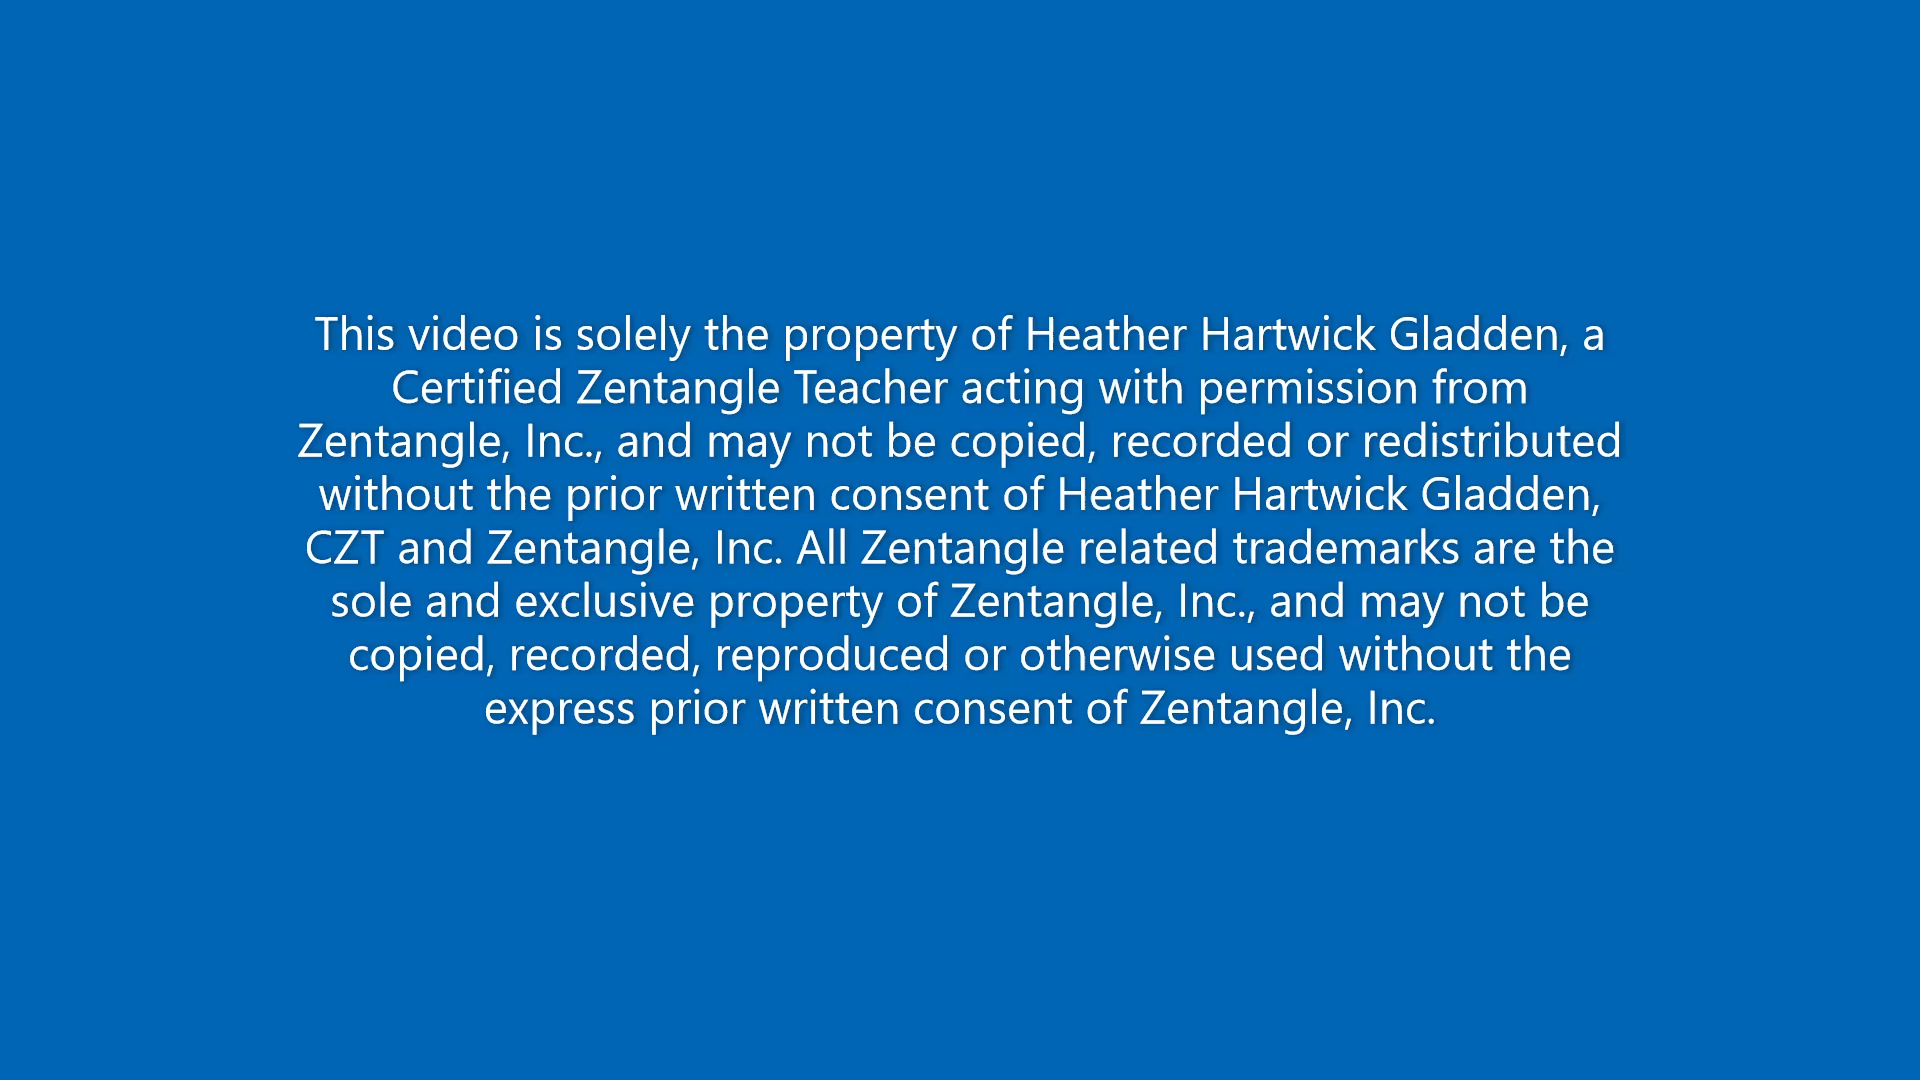 This video is solely the property of Heather Hartwick Gladden, a
Certified Zentangle Teacher acting with permission from
Zentangle, Inc., and may not be copied, recorded or redistributed
without the prior written consent of Heather Hartwick Gladden,
CZT and Zentangle, Inc. All Zentangle related trademarks are the
sole and exclusive property of Zentangle, Inc., and may not be
copied, recorded, reproduced or otherwise used without the
express prior written consent of Zentangle, Inc.